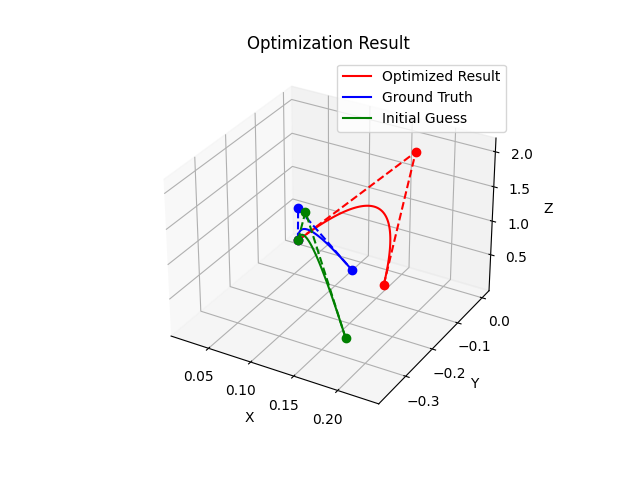 Optimization Result
Optimized Result
Ground Truth
Initial Guess
2.0
1.5
Z
1.0
0.5
0.0
−0.1
−0.2
Y
−0.3
0.05
0.10
0.15
0.20
X